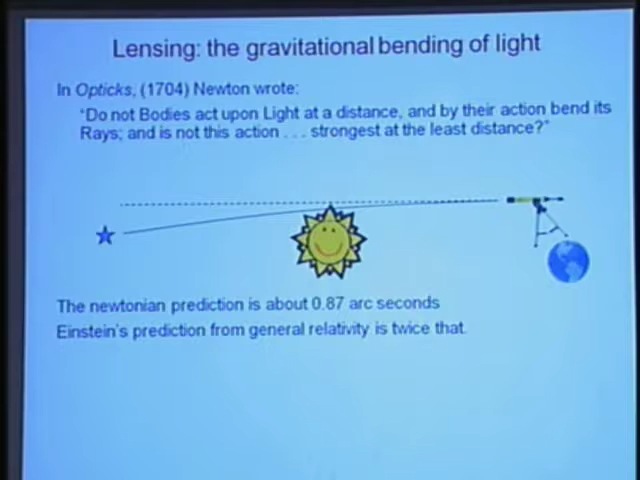 Lensing: the gravitational bending of light
In Opticks, (1704) Newton wrote:
"Do not Bodies act upon Light at a distance, and by their action bend its
Rays; and is not this action . . . strongest at the least distance?"
The newtonian prediction is about 0.87 arc seconds
Einstein's prediction from general relativity is twice that.